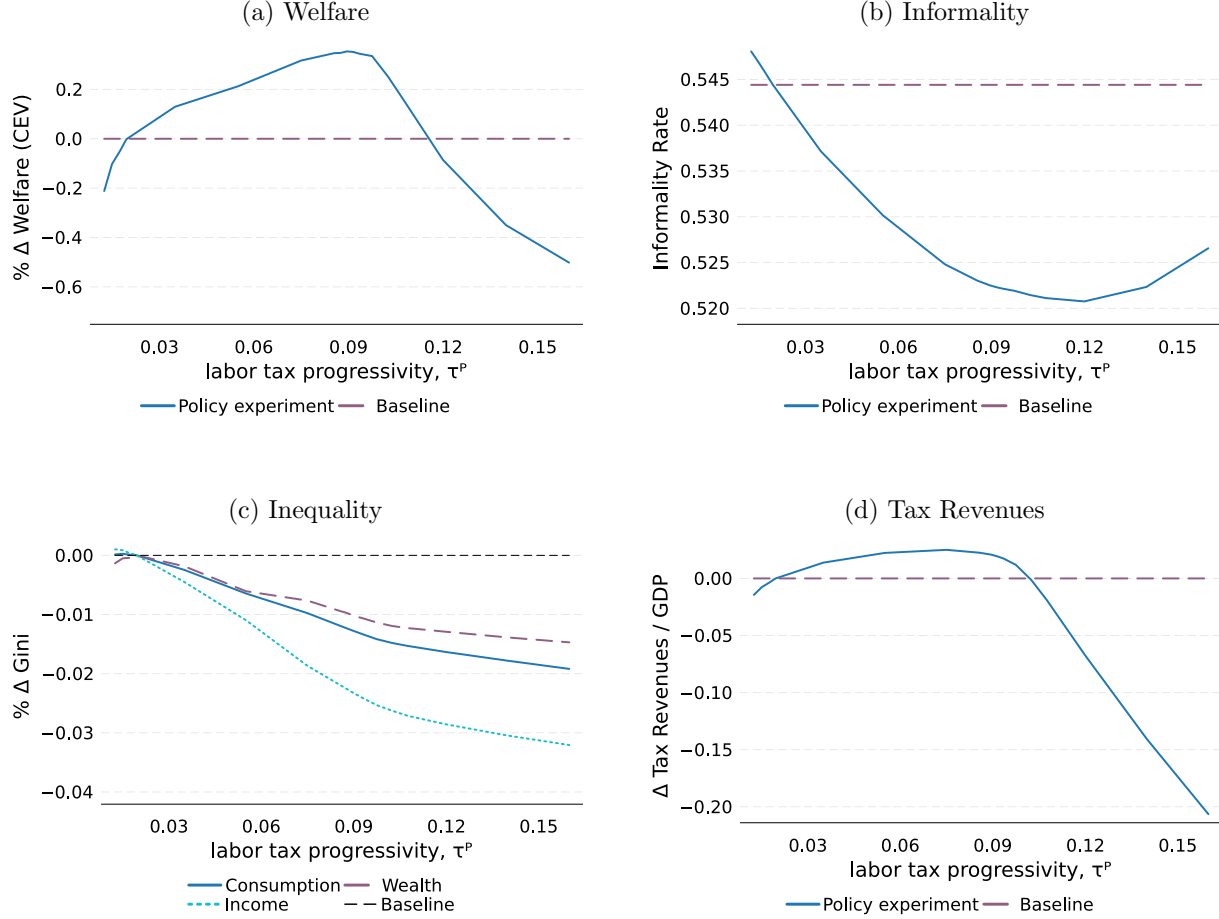 (a) Welfare
% Δ Welfare (CEV)
0.2
0.0
−0.2
−0.4
−0.6
0.03 0.06 0.09 0.12 0.15
labor tax progressivity, τᴾ
Policy experiment Baseline
(b) Informality
Informality Rate
0.545
0.540
0.535
0.530
0.525
0.520
0.03 0.06 0.09 0.12 0.15
labor tax progressivity, τᴾ
Policy experiment Baseline
(c) Inequality
% Δ Gini
0.00
−0.01
−0.02
−0.03
−0.04
0.03 0.06 0.09 0.12 0.15
labor tax progressivity, τᴾ
Consumption Wealth
Income Baseline
(d) Tax Revenues
Δ Tax Revenues / GDP
0.00
−0.05
−0.10
−0.15
−0.20
0.03 0.06 0.09 0.12 0.15
labor tax progressivity, τᴾ
Policy experiment Baseline